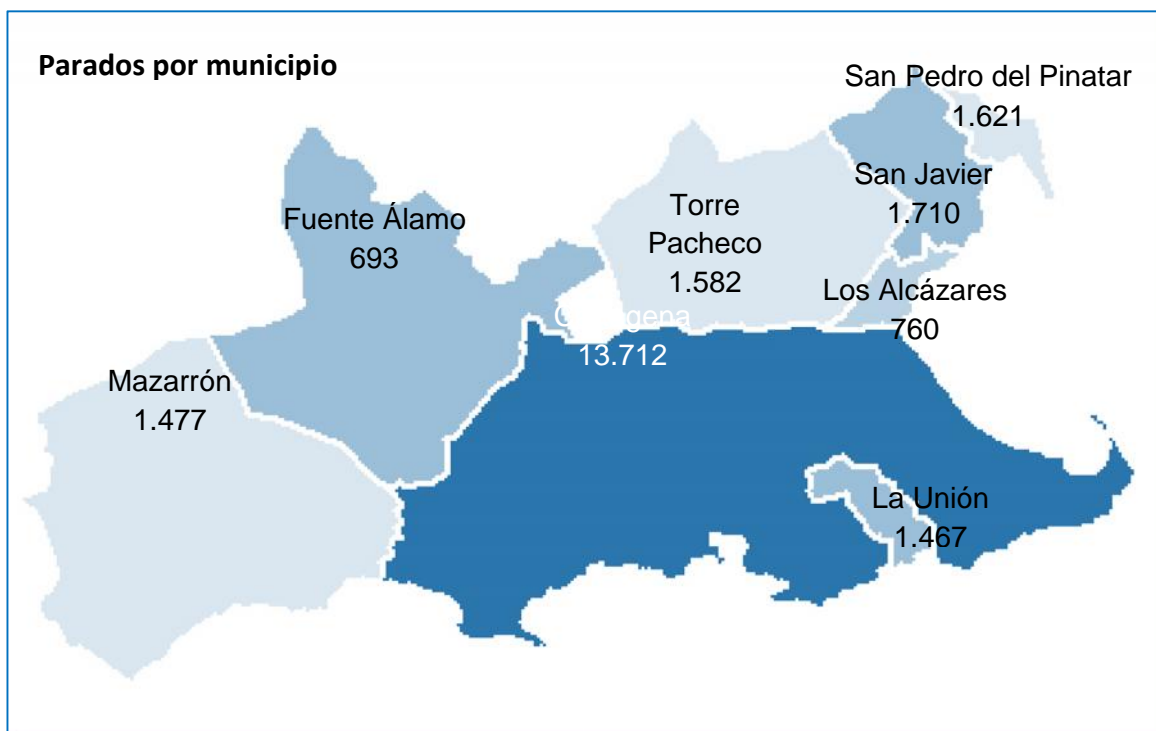 Parados por municipio
San Pedro del Pinatar
1.621
San Javier
1.710
Torre
Pacheco
1.582
Fuente Álamo
693
Los Alcázares
760
Cartagena
13.712
Mazarrón
1.477
La Unión
1.467